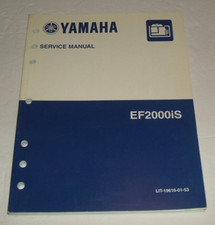 YAMAHA
SERVICE MANUAL
EF2000iS
LIT-19616-01-02